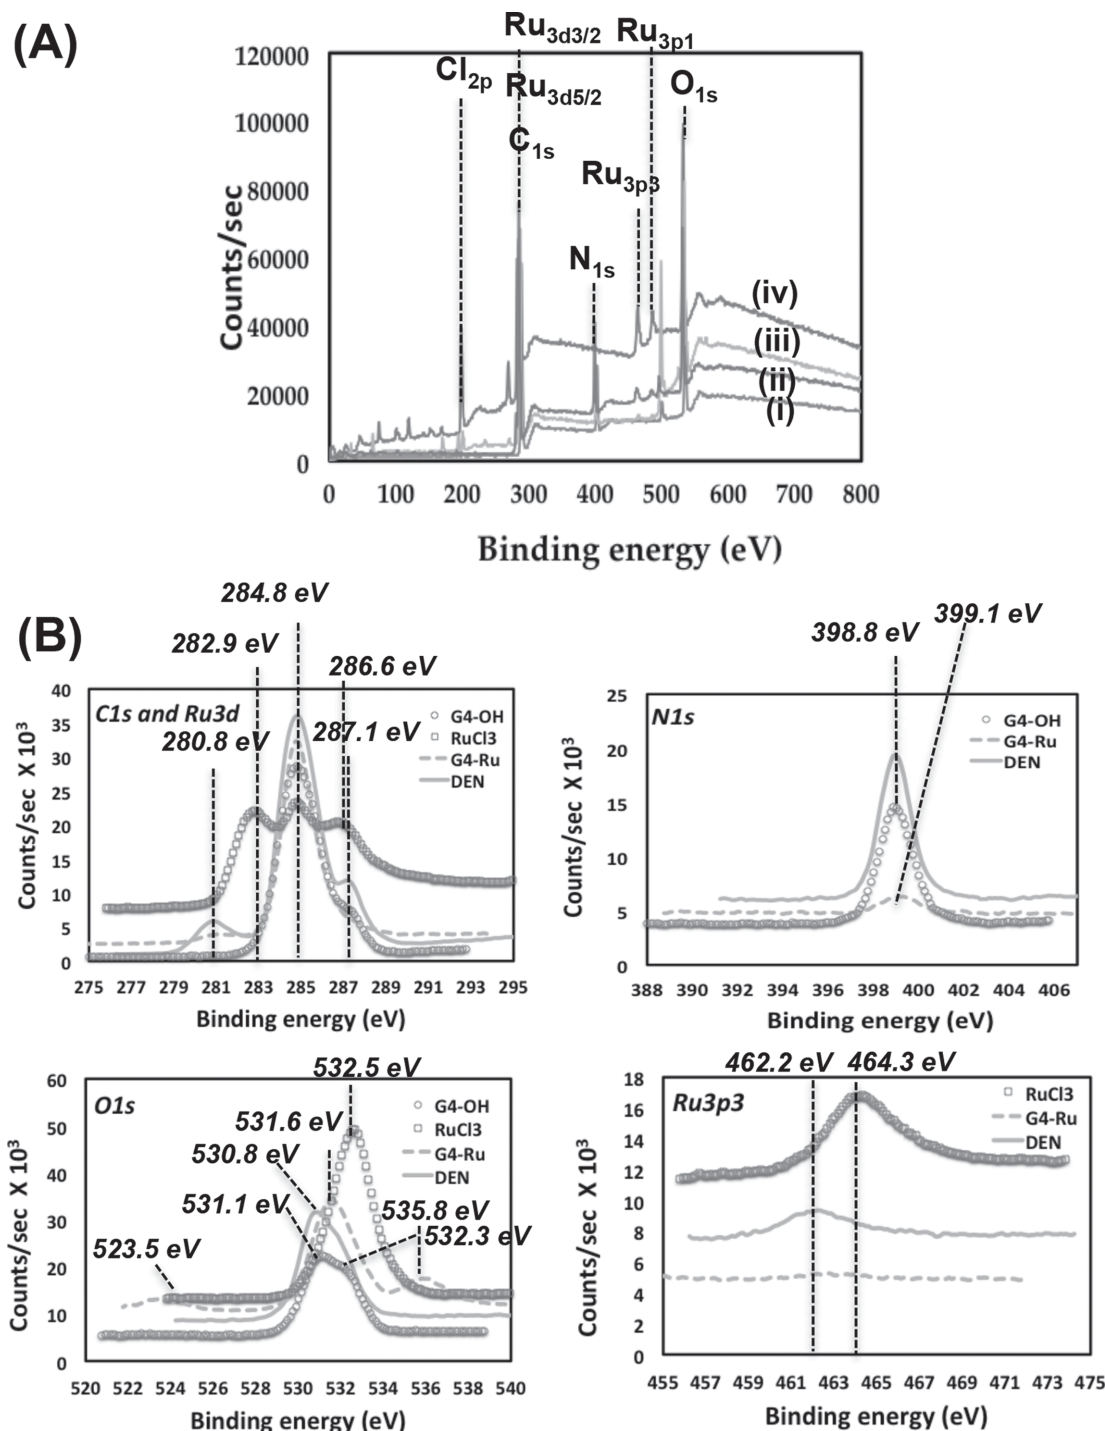 (A)
Ru3d3/2 Ru3p1
Cl2p Ru3d5/2 O1s
C1s
Ru3p3
N1s
120000
100000
80000
60000
40000
20000
0
Counts/sec
(iv)
(iii)
(ii)
(i)
0 100 200 300 400 500 600 700 800
Binding energy (eV)
(B)
284.8 eV
282.9 eV
286.6 eV
C1s and Ru3d
280.8 eV
287.1 eV
G4-OH
RuCl3
G4-Ru
DEN
40
35
30
25
20
15
10
5
0
Counts/sec X 10³
275 277 279 281 283 285 287 289 291 293 295
Binding energy (eV)
398.8 eV
399.1 eV
N1s
G4-OH
G4-Ru
DEN
25
20
15
10
5
0
Counts/sec X 10³
388 390 392 394 396 398 400 402 404 406
Binding energy (eV)
532.5 eV
O1s
531.6 eV
530.8 eV
531.1 eV
535.8 eV
532.3 eV
523.5 eV
G4-OH
RuCl3
G4-Ru
DEN
60
50
40
30
20
10
0
Counts/sec X 10³
520 522 524 526 528 530 532 534 536 538 540
Binding energy (eV)
462.2 eV 464.3 eV
Ru3p3
RuCl3
G4-Ru
DEN
18
16
14
12
10
8
6
4
2
0
Counts/sec X 10³
455 457 459 461 463 465 467 469 471 473 475
Binding energy (eV)